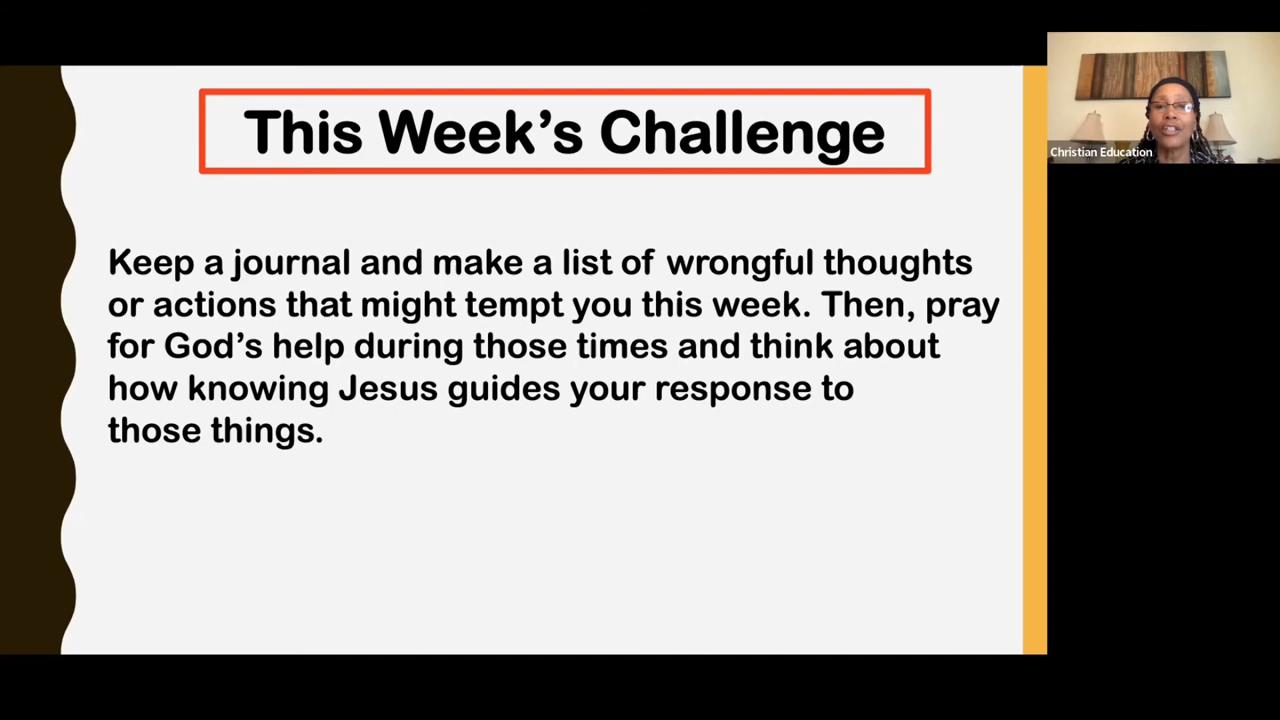 This Week’s Challenge
Keep a journal and make a list of wrongful thoughts
or actions that might tempt you this week. Then, pray
for God’s help during those times and think about
how knowing Jesus guides your response to
those things.
Christian Education